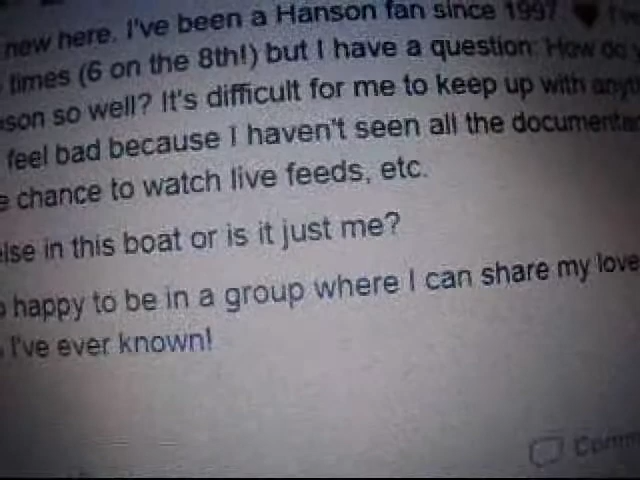 new here. I've been a Hanson fan since 1997 ♥
times (6 on the 8th!) but I have a question: How do
so well? It's difficult for me to keep up with
feel bad because I haven't seen all the
chance to watch live feeds, etc.
in this boat or is it just me?
happy to be in a group where I can share my love
I've ever known!